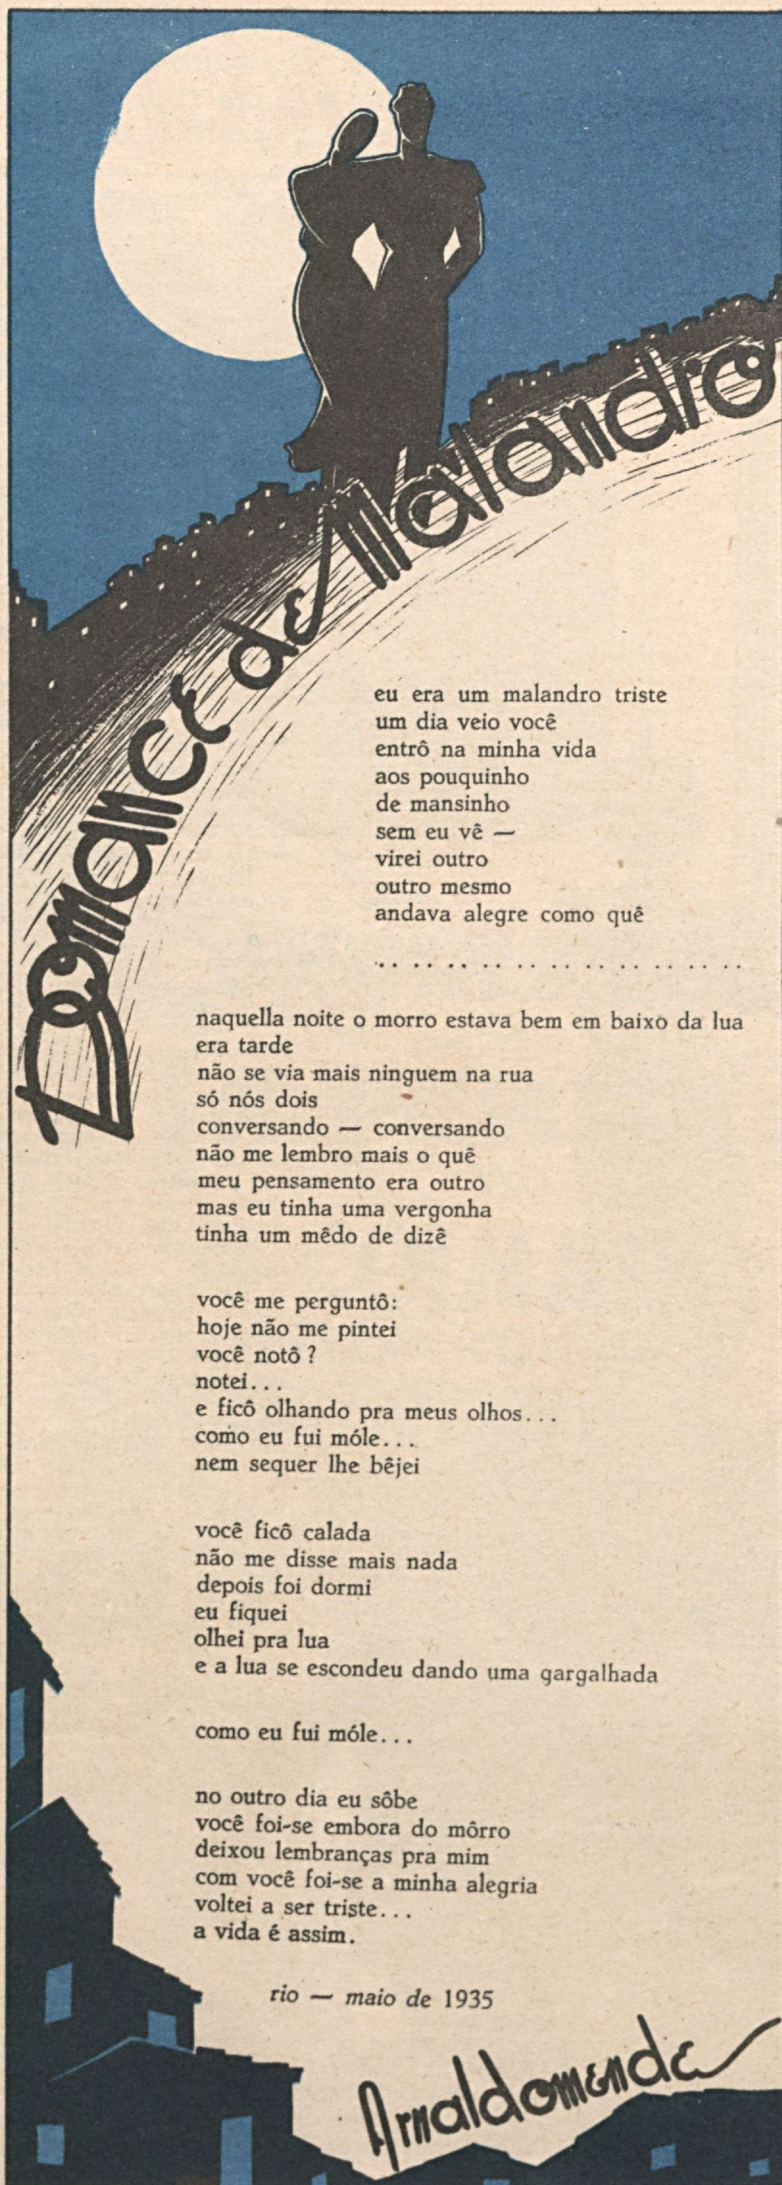 Romance de Malandro
eu era um malandro triste
um dia veio você
entrô na minha vida
aos pouquinho
de mansinho
sem eu vê —
virei outro
outro mesmo
andava alegre como quê
.. .. .. .. .. .. .. .. .. .. ..
naquella noite o morro estava bem em baixo da lua
era tarde
não se via mais ninguem na rua
só nós dois
conversando — conversando
não me lembro mais o quê
meu pensamento era outro
mas eu tinha uma vergonha
tinha um mêdo de dizê
você me perguntô:
hoje não me pintei
você notô ?
notei...
e ficô olhando pra meus olhos...
como eu fui móle...
nem sequer lhe bêjei
você ficô calada
não me disse mais nada
depois foi dormi
eu fiquei
olhei pra lua
e a lua se escondeu dando uma gargalhada
como eu fui móle...
no outro dia eu sôbe
você foi-se embora do môrro
deixou lembranças pra mim
com você foi-se a minha alegria
voltei a ser triste...
a vida é assim.
rio — maio de 1935
Arnaldomende